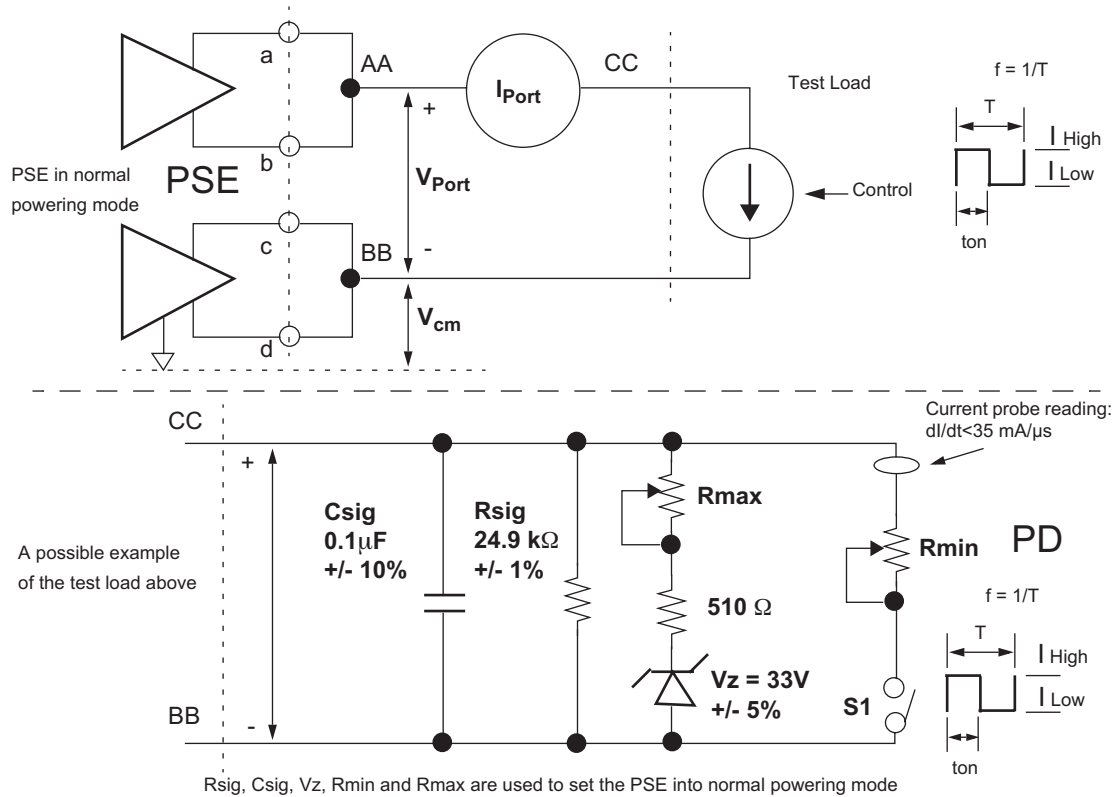 a
AA
CC
f = 1/T
Test Load
T
I High
I Low
ton
I Port
b
+
PSE in normal
powering mode
PSE
V Port
Control
c
BB
-
V cm
d
CC
Current probe reading:
dI/dt<35 mA/µs
+
Csig
0.1µF
+/- 10%
Rsig
24.9 kΩ
+/- 1%
Rmax
Rmin
PD
A possible example
of the test load above
510 Ω
f = 1/T
T
I High
I Low
ton
Vz = 33V
+/- 5%
S1
BB
-
Rsig, Csig, Vz, Rmin and Rmax are used to set the PSE into normal powering mode